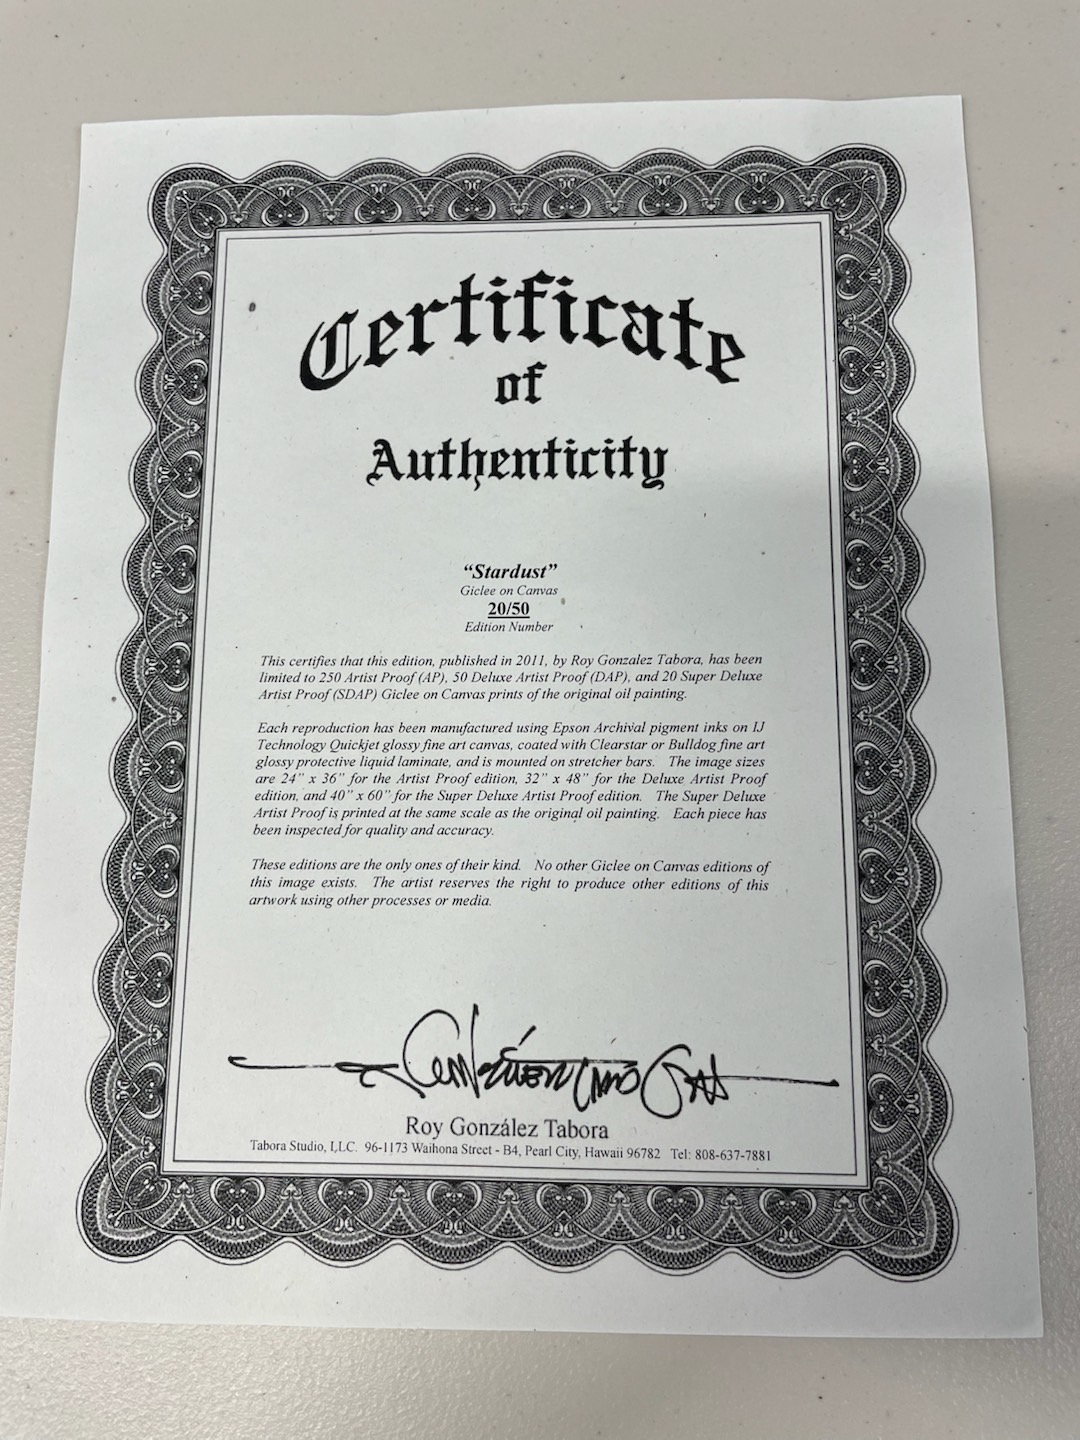 Certificate
of
Authenticity
“Stardust”
Giclee on Canvas
20/50
Edition Number
This certifies that this edition, published in 2011, by Roy Gonzalez Tabora, has been
limited to 250 Artist Proof (AP), 50 Deluxe Artist Proof (DAP), and 20 Super Deluxe
Artist Proof (SDAP) Giclee on Canvas prints of the original oil painting.
Each reproduction has been manufactured using Epson Archival pigment inks on IJ
Technology Quickjet glossy fine art canvas, coated with Clearstar or Bulldog fine art
glossy protective liquid laminate, and is mounted on stretcher bars. The image sizes
are 24” x 36” for the Artist Proof edition, 32” x 48” for the Deluxe Artist Proof
edition, and 40” x 60” for the Super Deluxe Artist Proof edition. The Super Deluxe
Artist Proof is printed at the same scale as the original oil painting. Each piece has
been inspected for quality and accuracy.
These editions are the only ones of their kind. No other Giclee on Canvas editions of
this image exists. The artist reserves the right to produce other editions of this
artwork using other processes or media.
Roy González Tabora
Tabora Studio, LLC. 96-1173 Waihona Street - B4, Pearl City, Hawaii 96782 Tel: 808-637-7881